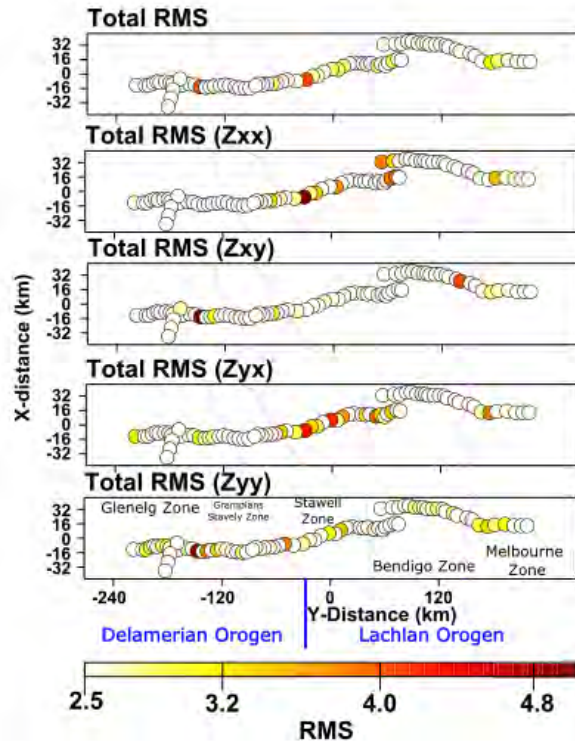 Total RMS
32
16
0
-16
-32
Total RMS (Zxx)
32
16
0
-16
-32
Total RMS (Zxy)
32
16
0
-16
-32
X-distance (km)
Total RMS (Zyx)
32
16
0
-16
-32
Total RMS (Zyy)
32
16
0
-16
-32
Glenelg Zone
Grampians
Stavely Zone
Stawell
Zone
Bendigo Zone
Melbourne
Zone
-240 -120 0 120
Y-Distance (km)
Delamerian Orogen Lachlan Orogen
2.5 3.2 4.0 4.8
RMS